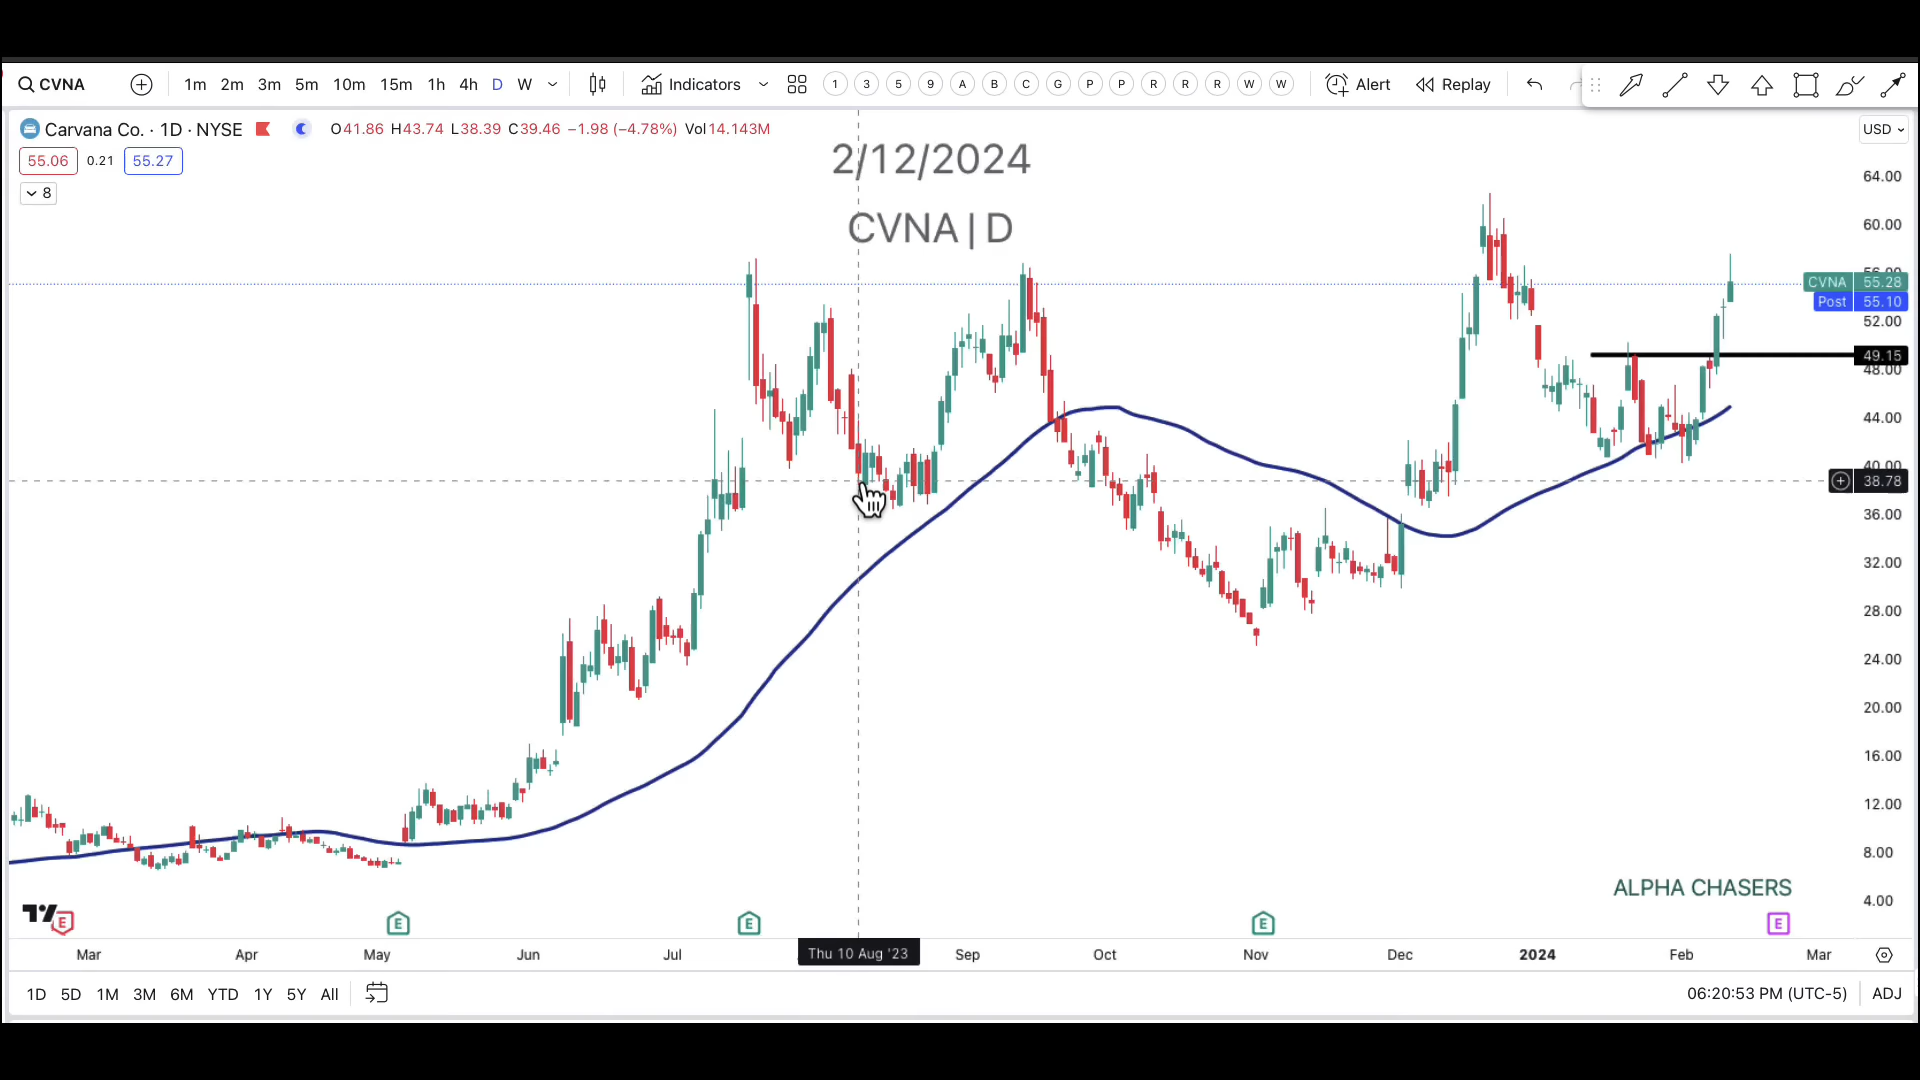 CVNA 1m 2m 3m 5m 10m 15m 1h 4h D W Indicators 1 3 5 9 A B C G P P R R R W W Alert Replay
Carvana Co. · 1D · NYSE O41.86 H43.74 L38.39 C39.46 −1.98 (−4.78%) Vol14.143M USD
55.06 0.21 55.27
8
2/12/2024
CVNA | D
64.00
60.00
56.00
CVNA 55.28
Post 55.10
52.00
49.15
48.00
44.00
40.00
38.78
36.00
32.00
28.00
24.00
20.00
16.00
12.00
8.00
4.00
ALPHA CHASERS
E E E E E
Mar Apr May Jun Jul Thu 10 Aug '23 Sep Oct Nov Dec 2024 Feb Mar
1D 5D 1M 3M 6M YTD 1Y 5Y All 06:20:53 PM (UTC-5) ADJ